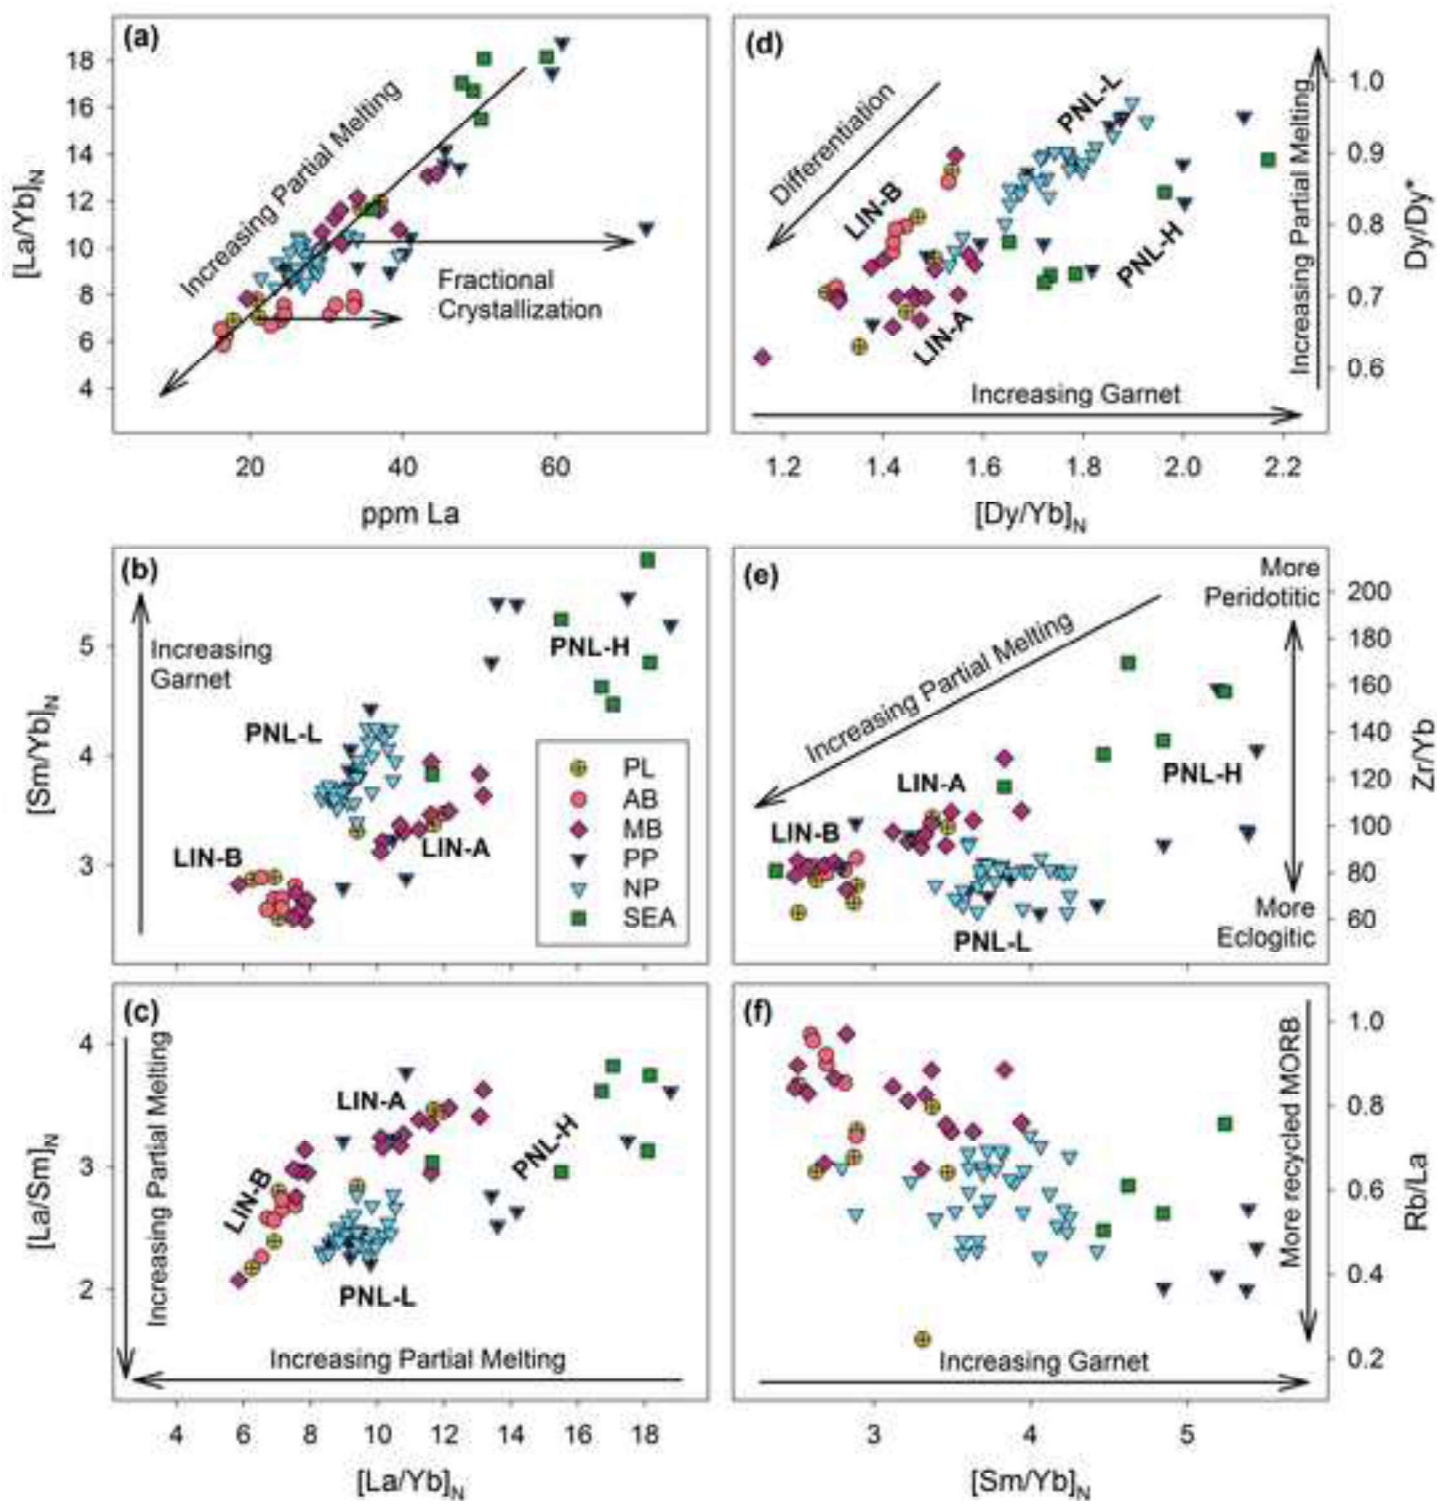 (a)
18
16
14
12
10
8
6
4
[La/Yb]N
Increasing Partial Melting
Fractional
Crystallization
20
40
60
ppm La
(d)
Differentiation
PNL-L
LIN-B
PNL-H
LIN-A
Increasing Garnet
Increasing Partial Melting
1.0
0.9
0.8
0.7
0.6
Dy/Dy*
1.2
1.4
1.6
1.8
2.0
2.2
[Dy/Yb]N
(b)
Increasing
Garnet
5
4
3
[Sm/Yb]N
PNL-H
PNL-L
LIN-B
LIN-A
PL
AB
MB
PP
NP
SEA
(e)
More
Peridotitic
Increasing Partial Melting
LIN-A
PNL-H
LIN-B
PNL-L
More
Eclogitic
200
180
160
140
120
100
80
60
Zr/Yb
(c)
4
3
2
[La/Sm]N
Increasing Partial Melting
LIN-A
LIN-B
PNL-H
PNL-L
Increasing Partial Melting
4
6
8
10
12
14
16
18
[La/Yb]N
(f)
More recycled MORB
1.0
0.8
0.6
0.4
0.2
Rb/La
Increasing Garnet
3
4
5
[Sm/Yb]N